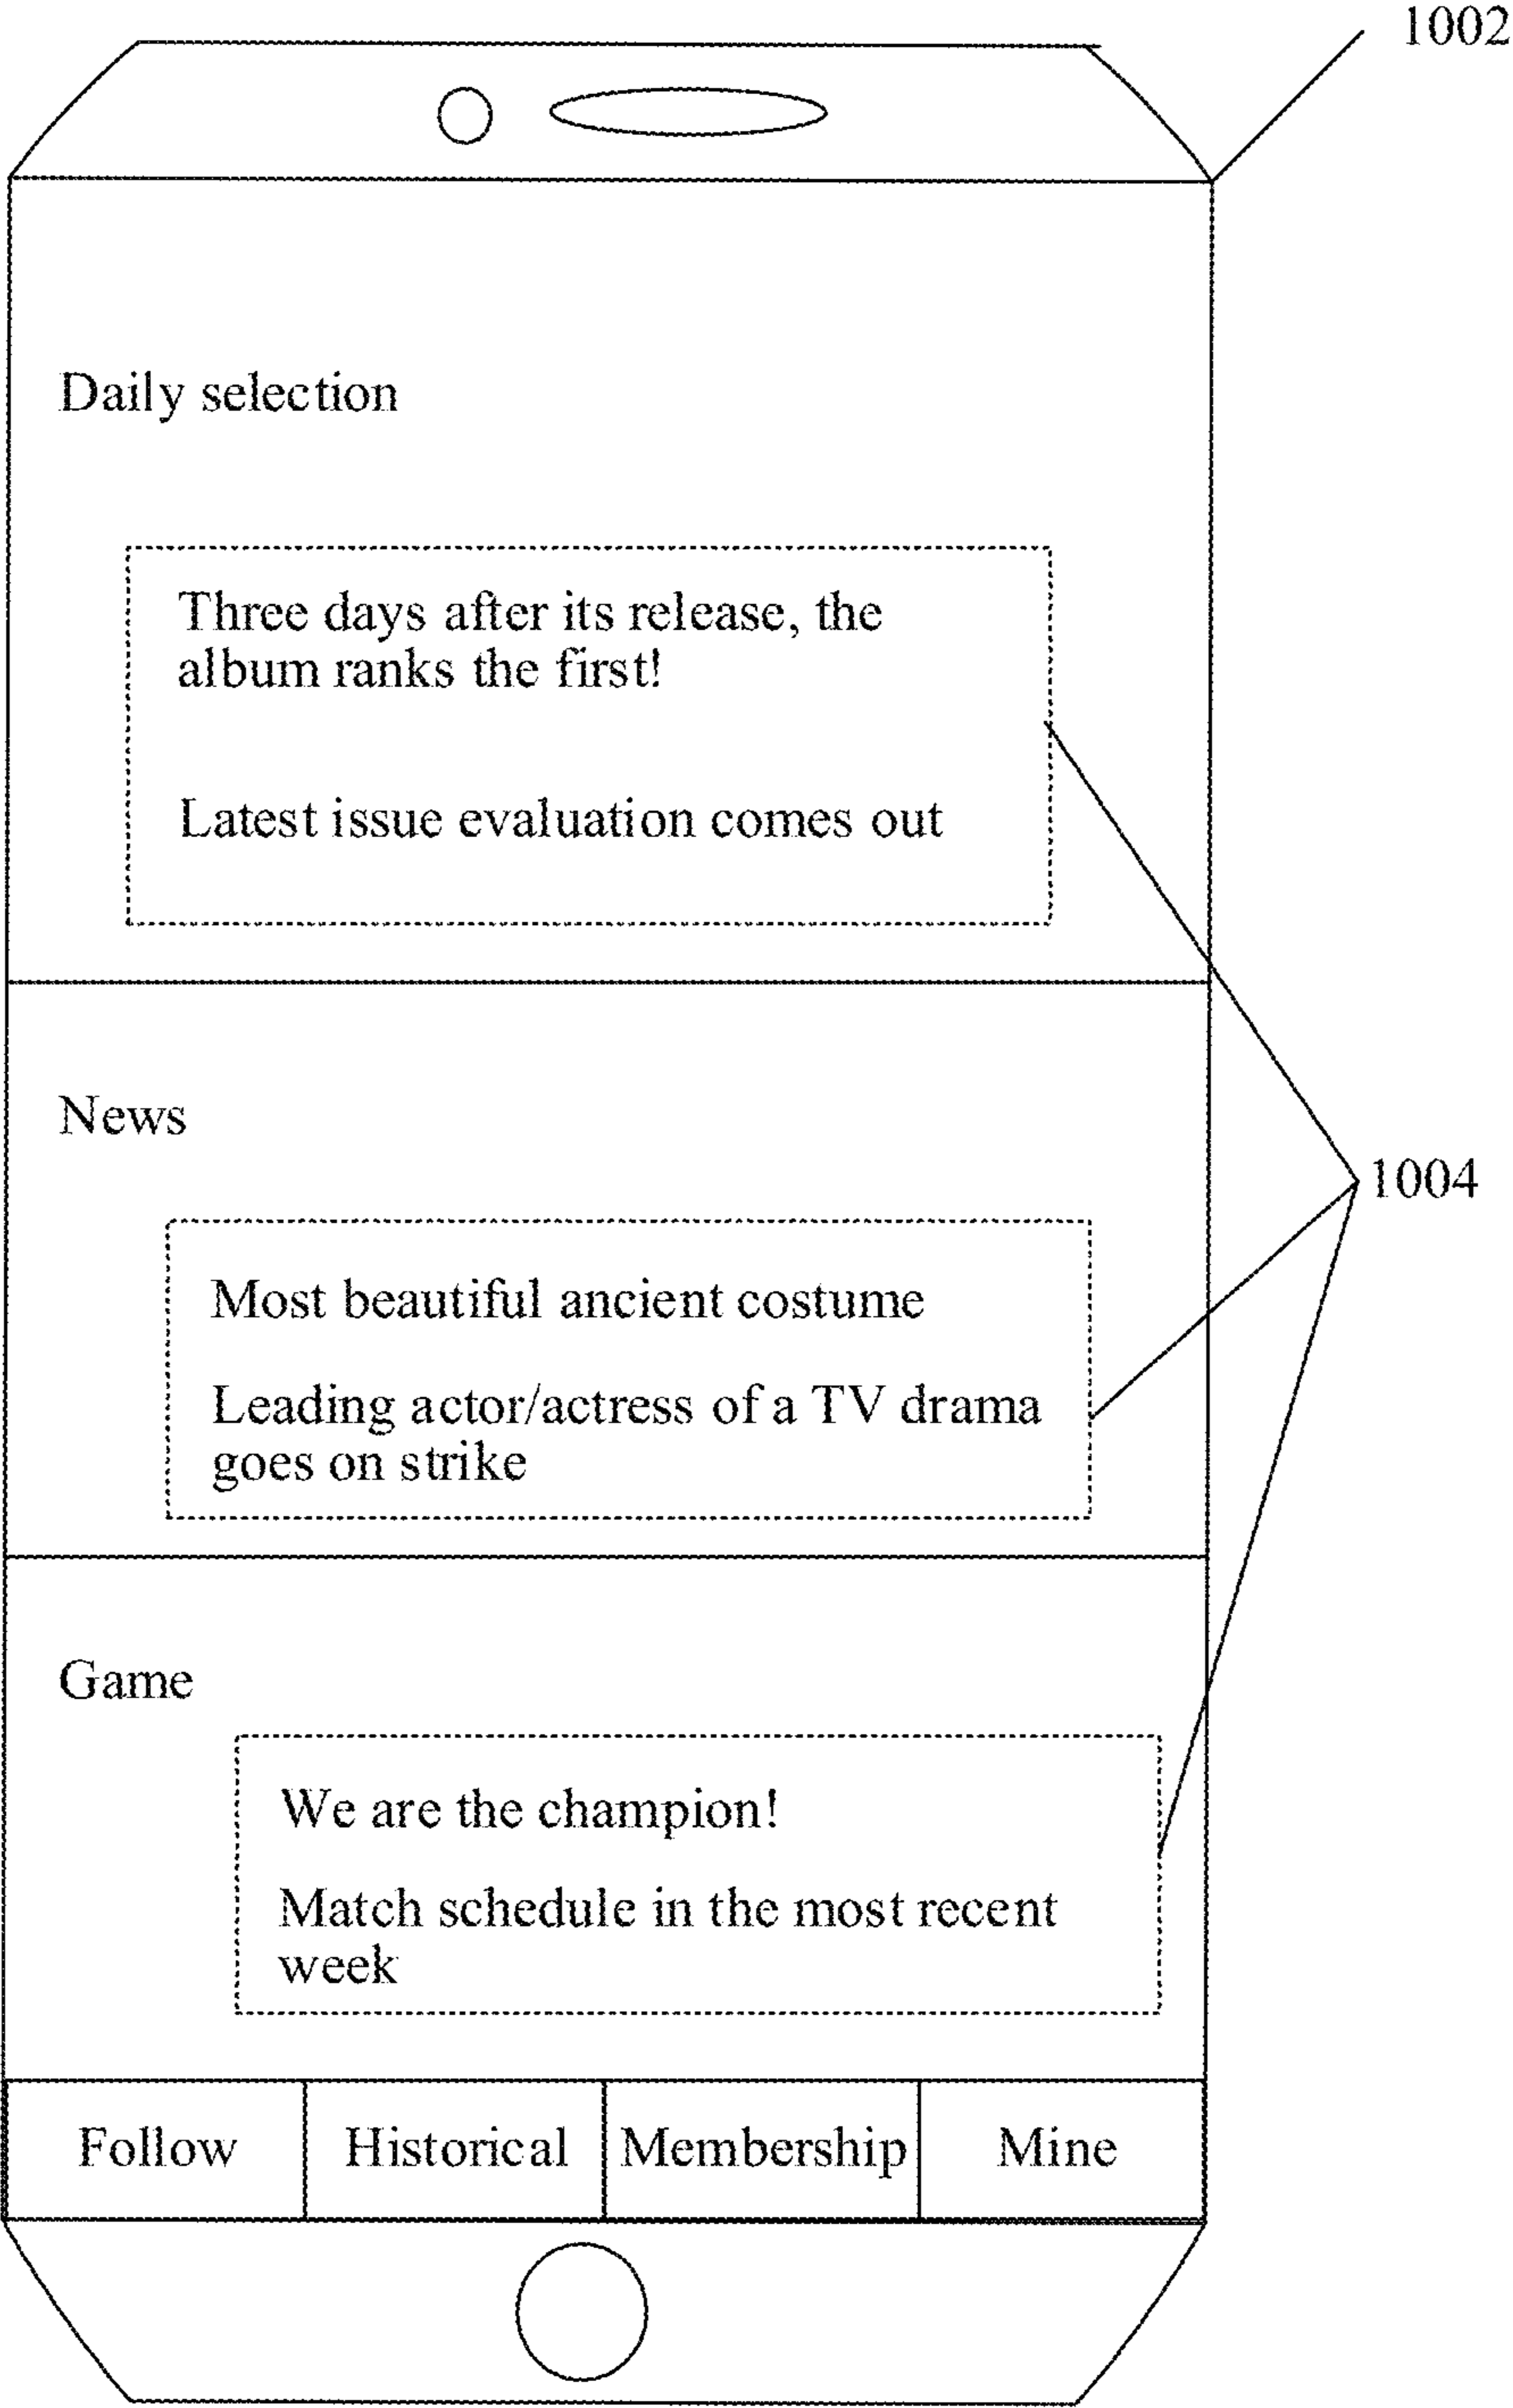 1002
Daily selection
Three days after its release, the
album ranks the first!
Latest issue evaluation comes out
News
1004
Most beautiful ancient costume
Leading actor/actress of a TV drama
goes on strike
Game
We are the champion!
Match schedule in the most recent
week
Follow Historical Membership Mine